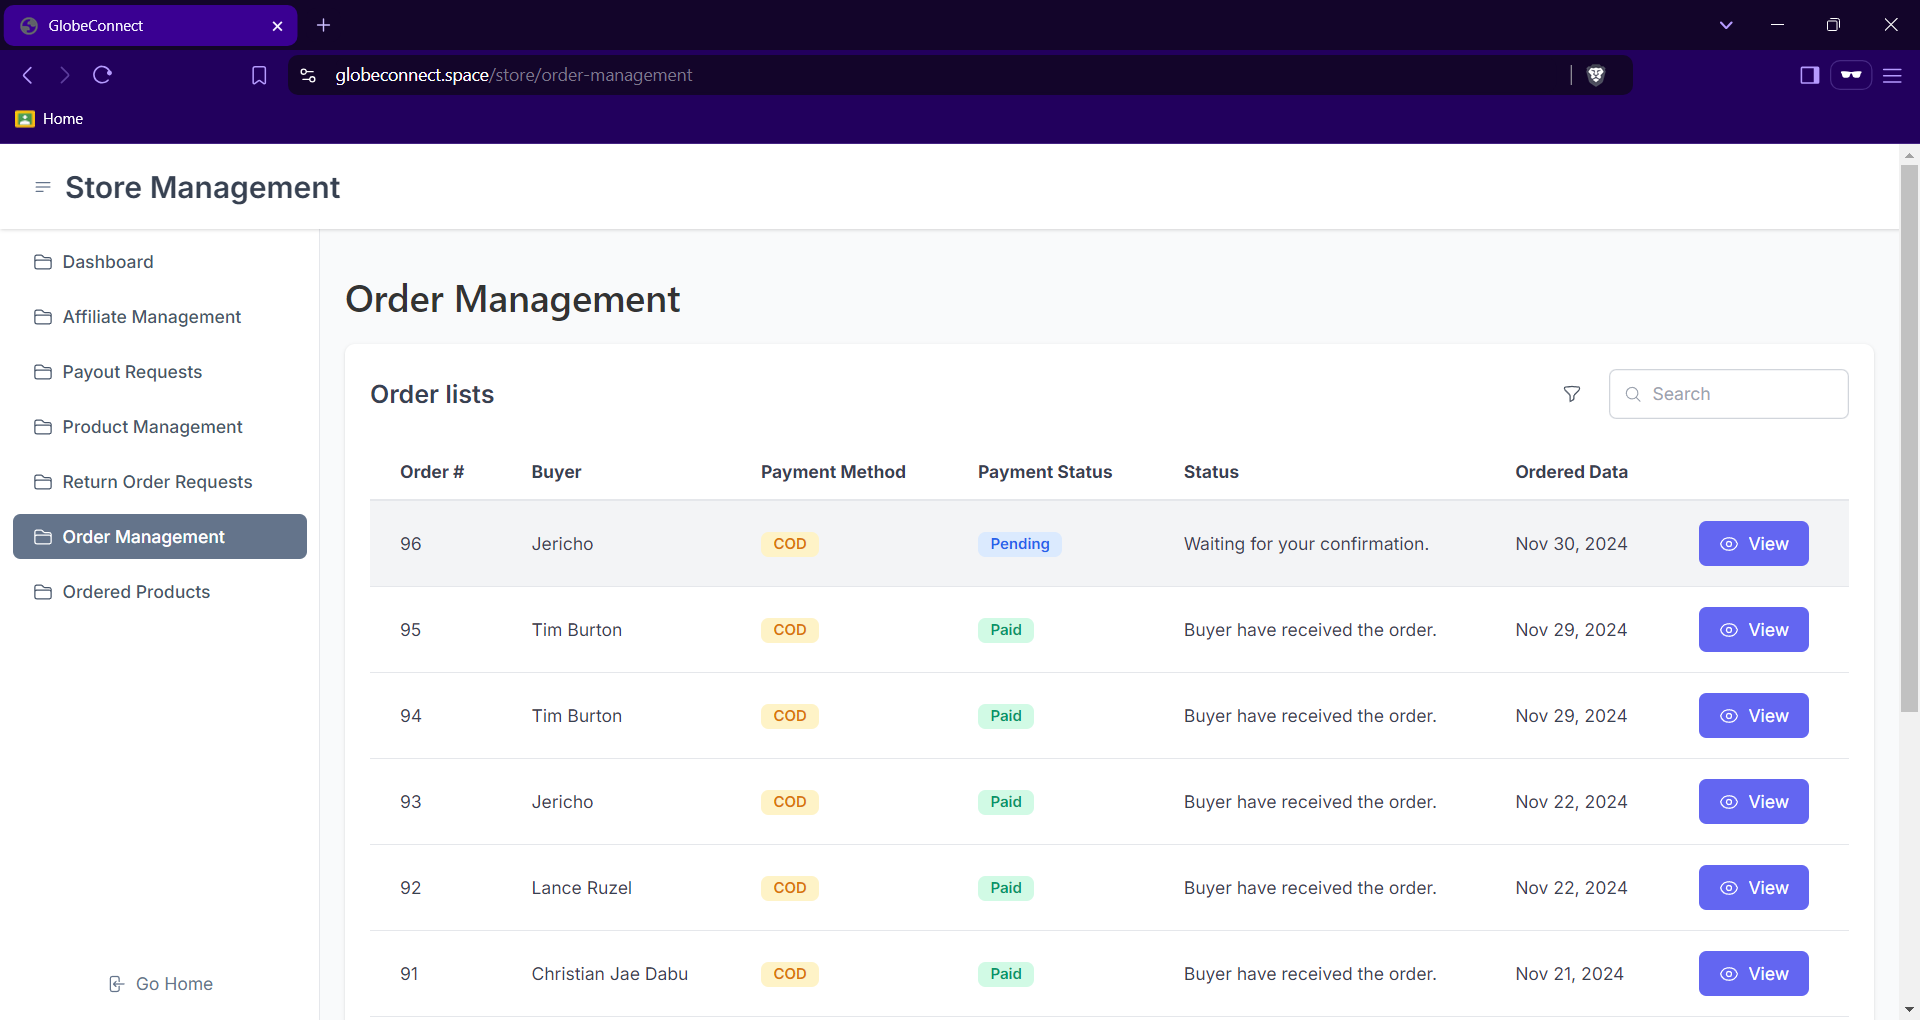 GlobeConnect
globeconnect.space/store/order-management
Home
Store Management
Dashboard
Affiliate Management
Payout Requests
Product Management
Return Order Requests
Order Management
Ordered Products
Go Home
Order Management
Order lists
Search
Order # Buyer Payment Method Payment Status Status Ordered Data
96 Jericho COD Pending Waiting for your confirmation. Nov 30, 2024 View
95 Tim Burton COD Paid Buyer have received the order. Nov 29, 2024 View
94 Tim Burton COD Paid Buyer have received the order. Nov 29, 2024 View
93 Jericho COD Paid Buyer have received the order. Nov 22, 2024 View
92 Lance Ruzel COD Paid Buyer have received the order. Nov 22, 2024 View
91 Christian Jae Dabu COD Paid Buyer have received the order. Nov 21, 2024 View